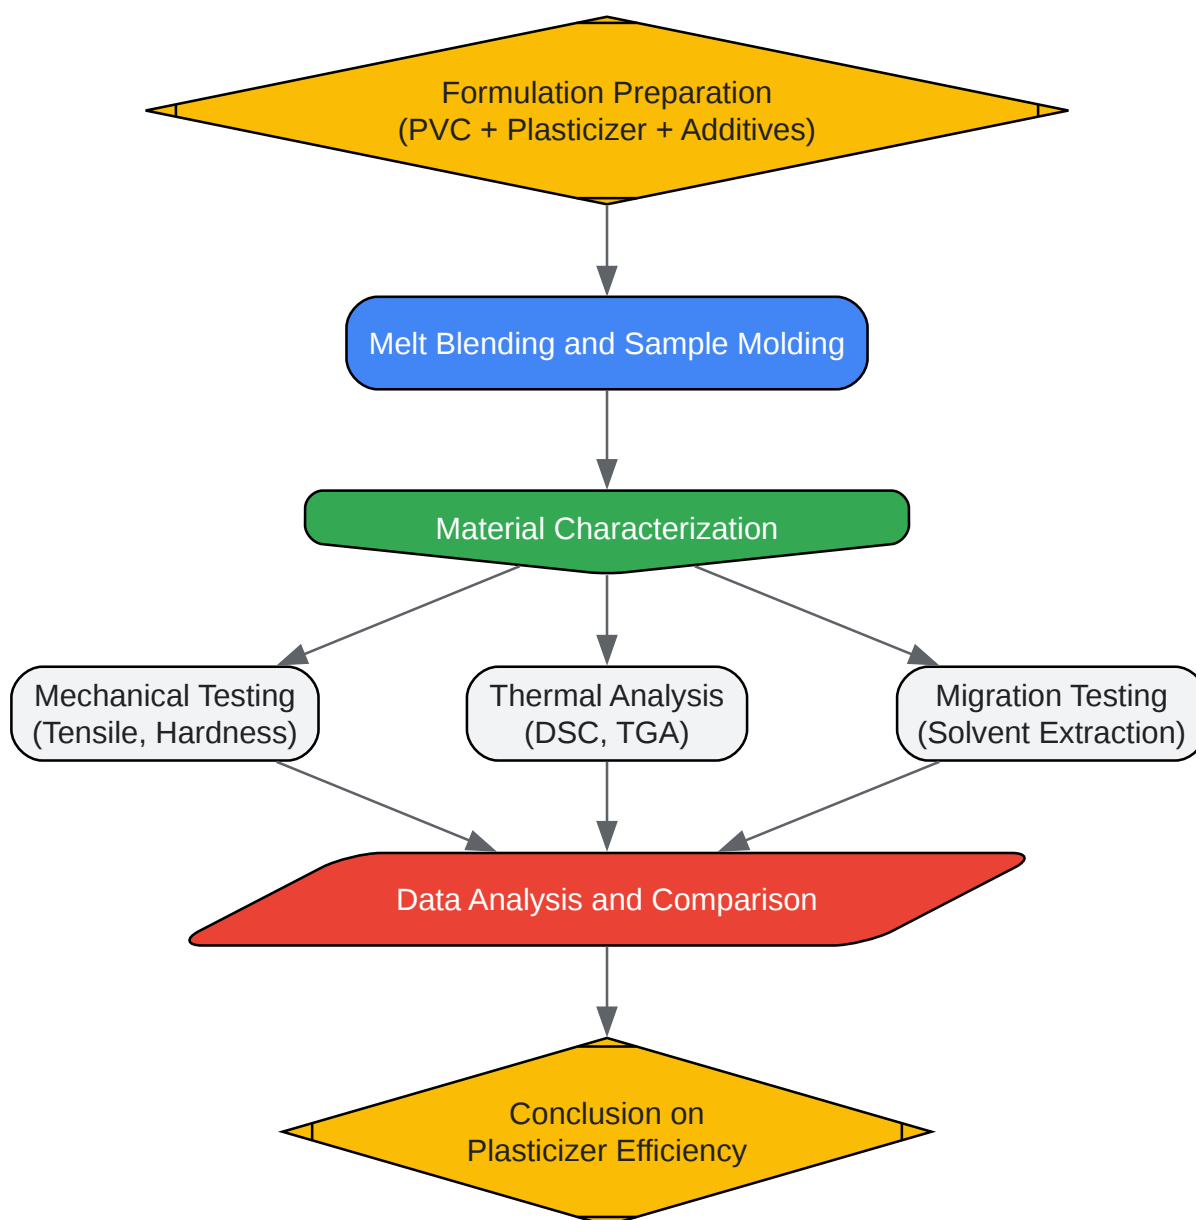 Formulation Preparation
(PVC + Plasticizer + Additives)
Melt Blending and Sample Molding
Material Characterization
Mechanical Testing
(Tensile, Hardness)
Thermal Analysis
(DSC, TGA)
Migration Testing
(Solvent Extraction)
Data Analysis and Comparison
Conclusion on
Plasticizer Efficiency